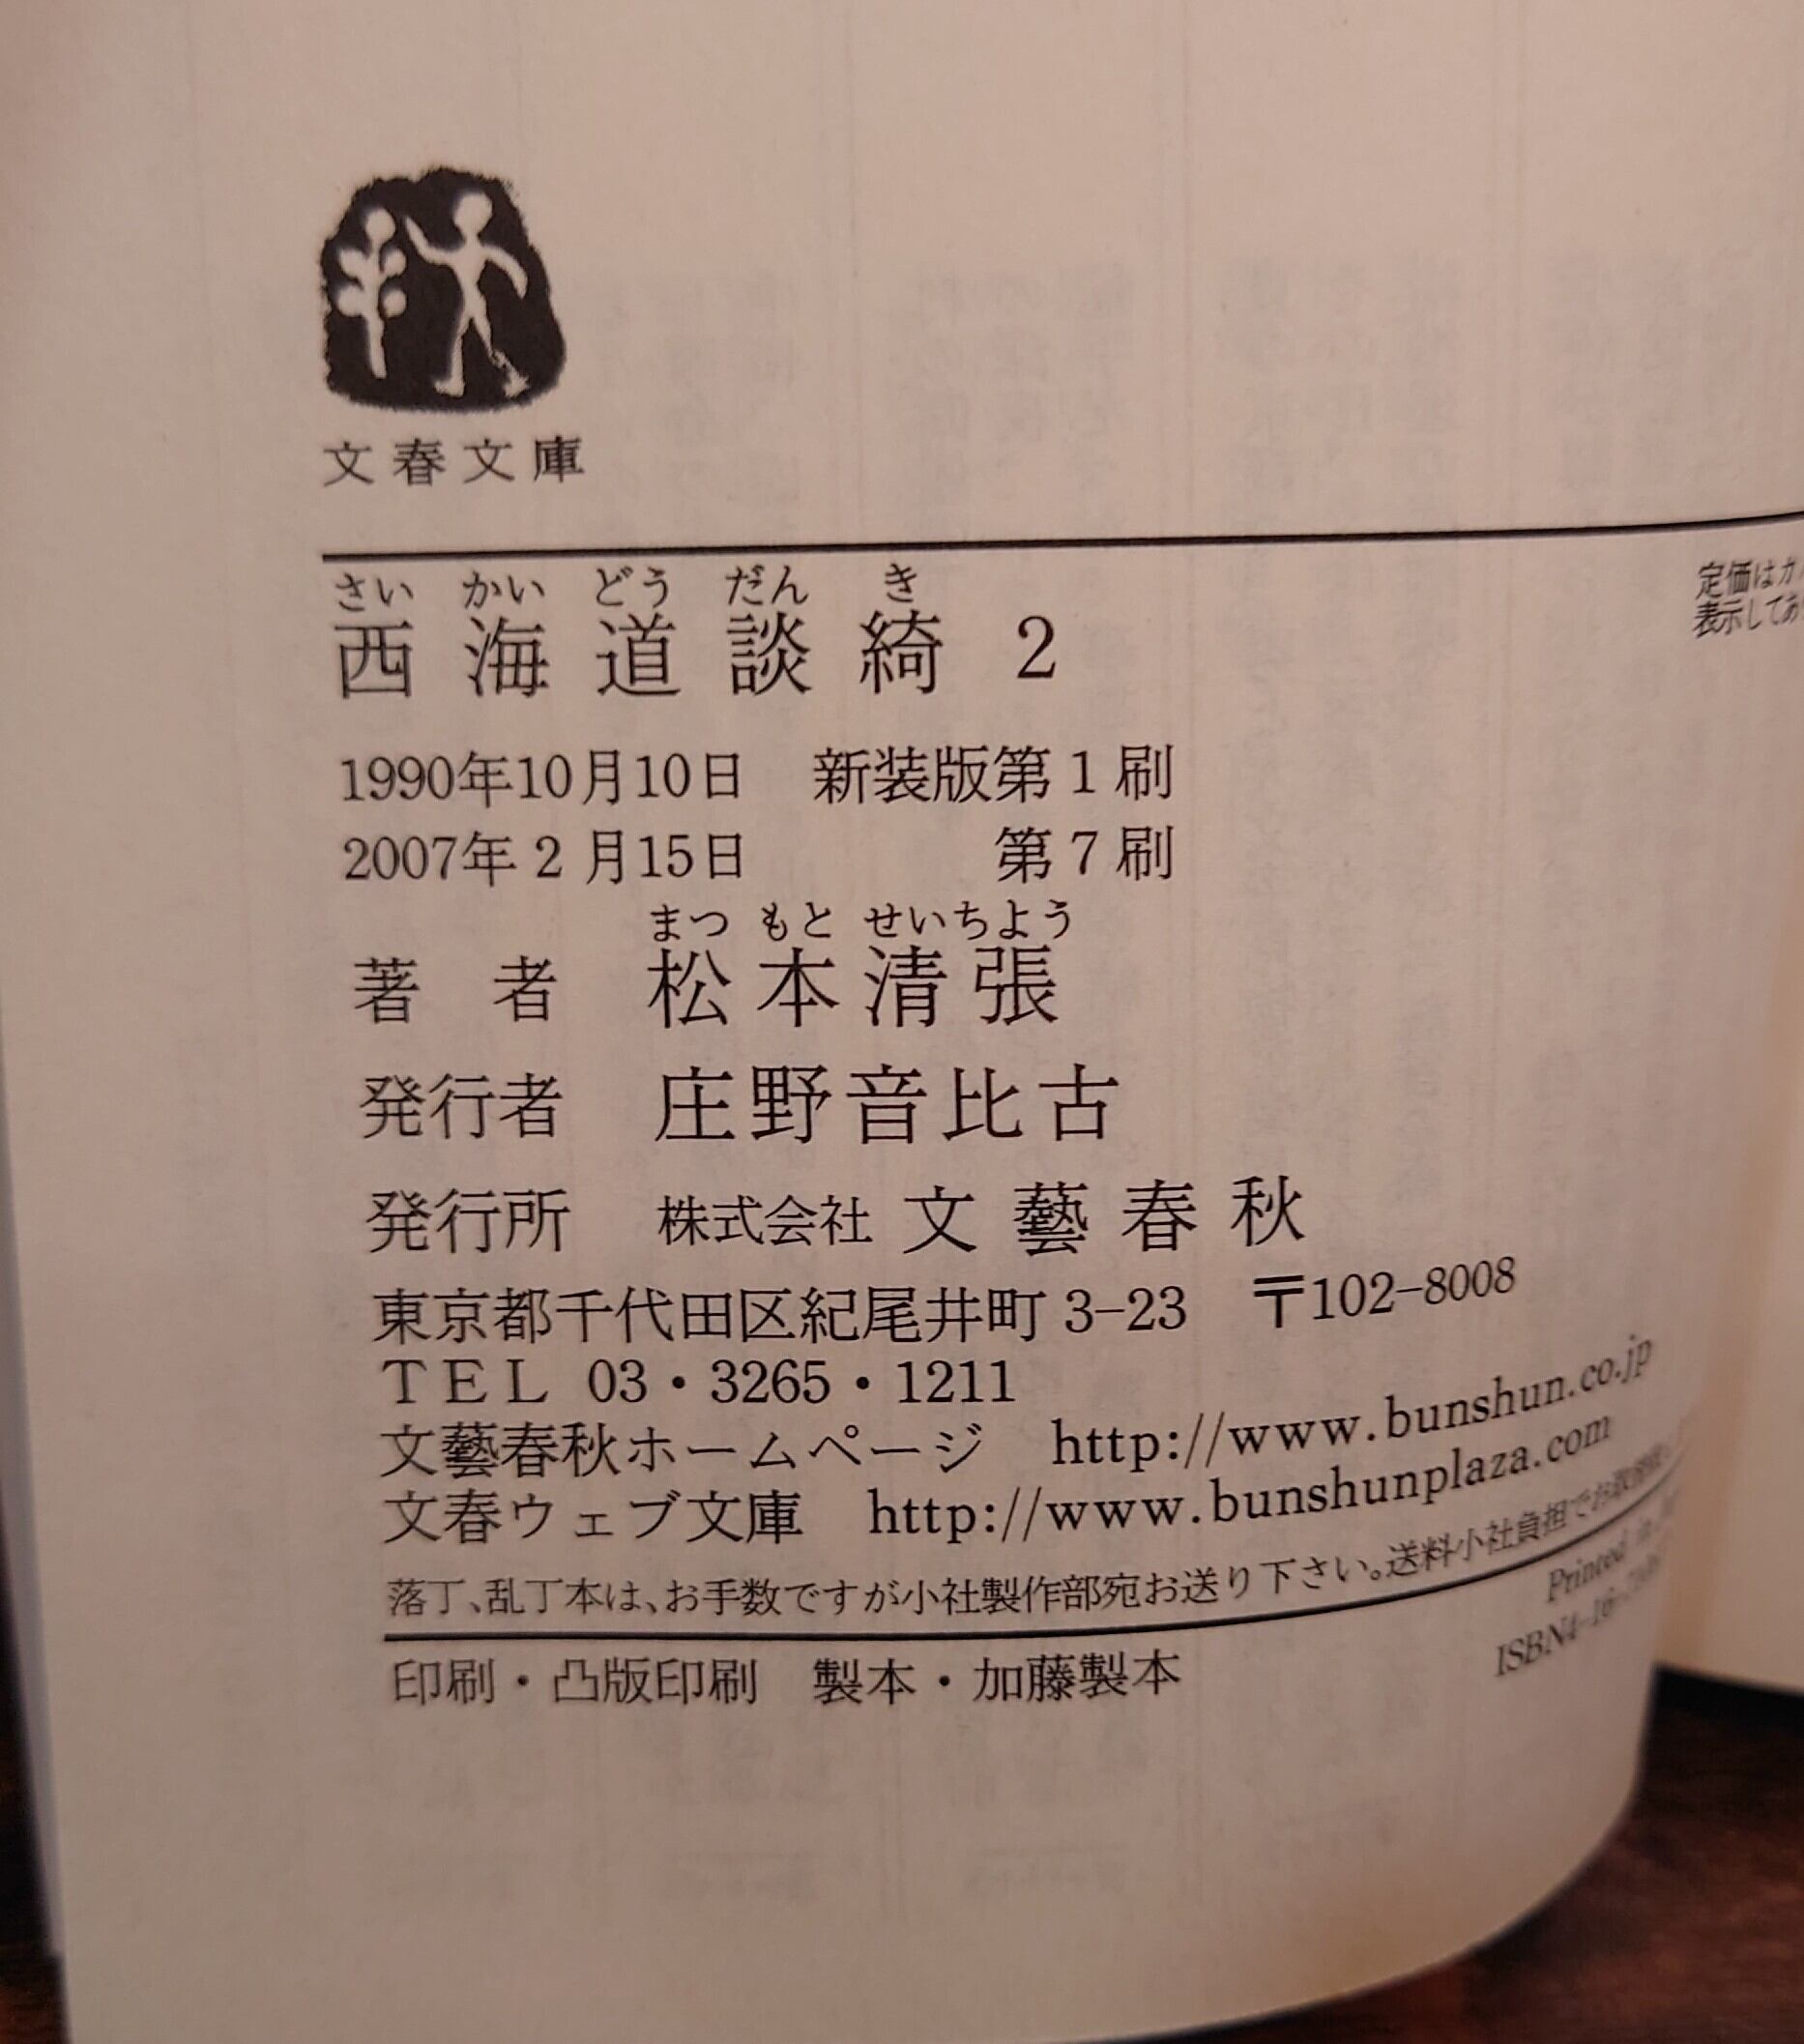 文春文庫
さいかいどうだんき
西海道談綺 2
定価は
表示して
1990年10月10日 新装版第1刷
2007年2月15日 第7刷
まつもとせいちよう
著者 松本清張
発行者 庄野音比古
発行所 株式会社 文藝春秋
東京都千代田区紀尾井町 3-23 〒102-8008
TEL 03・3265・1211
文藝春秋ホームページ http://www.bunshun.co.jp
文春ウェブ文庫 http://www.bunshunplaza.com
落丁、乱丁本は、お手数ですが小社製作部宛お送り下さい。送料小社負担でお取替
印刷・凸版印刷 製本・加藤製本
Printed in
ISBN4-16-